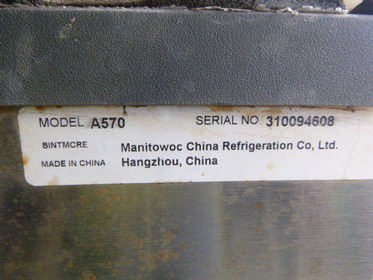 MODEL A570 SERIAL NO. 310094608
BINTMCRE Manitowoc China Refrigeration Co, Ltd.
MADE IN CHINA Hangzhou, China